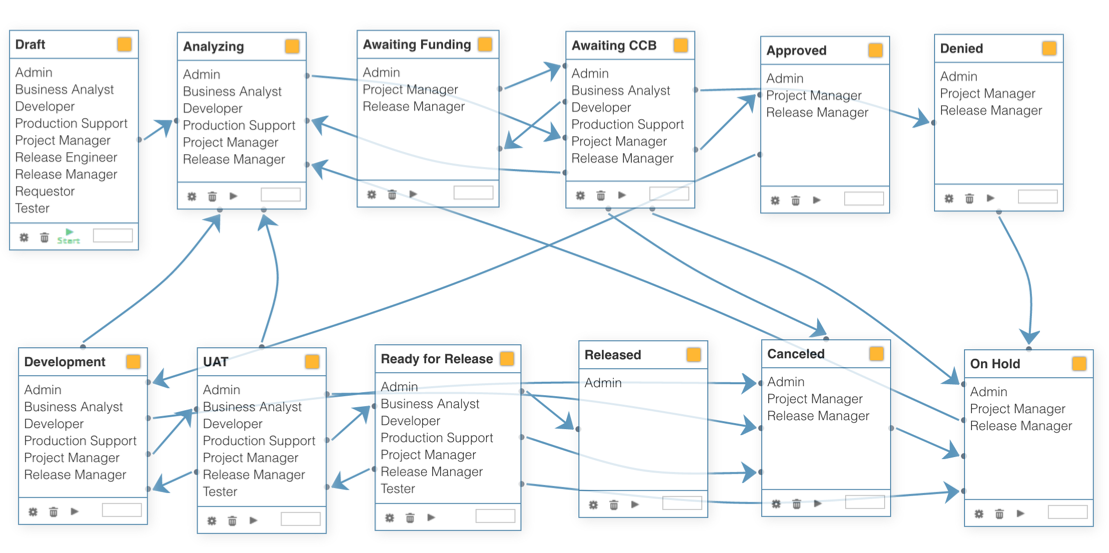 Draft
Admin
Business Analyst
Developer
Production Support
Project Manager
Release Engineer
Release Manager
Requestor
Tester
Start
Analyzing
Admin
Business Analyst
Developer
Production Support
Project Manager
Release Manager
Awaiting Funding
Admin
Project Manager
Release Manager
Awaiting CCB
Admin
Business Analyst
Developer
Production Support
Project Manager
Release Manager
Approved
Admin
Project Manager
Release Manager
Denied
Admin
Project Manager
Release Manager
Development
Admin
Business Analyst
Developer
Production Support
Project Manager
Release Manager
UAT
Admin
Business Analyst
Developer
Production Support
Project Manager
Release Manager
Tester
Ready for Release
Admin
Business Analyst
Developer
Production Support
Project Manager
Release Manager
Tester
Released
Admin
Canceled
Admin
Project Manager
Release Manager
On Hold
Admin
Project Manager
Release Manager